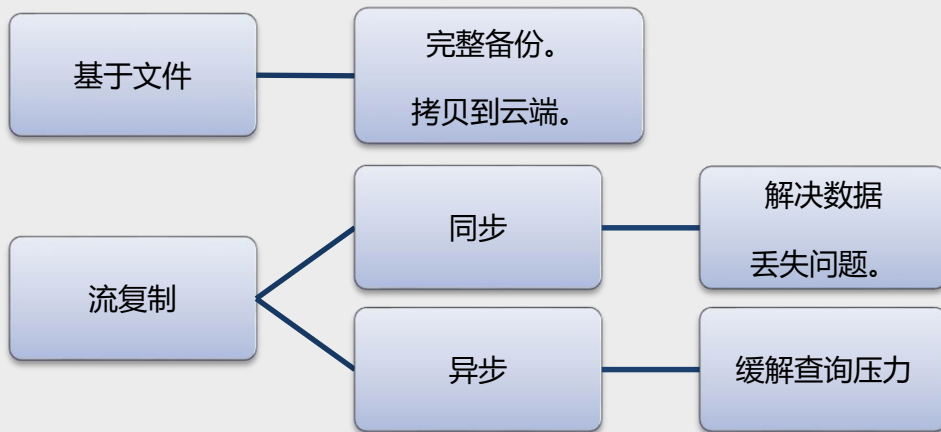 基于文件
完整备份。
拷贝到云端。
流复制
同步
解决数据
丢失问题。
异步
缓解查询压力